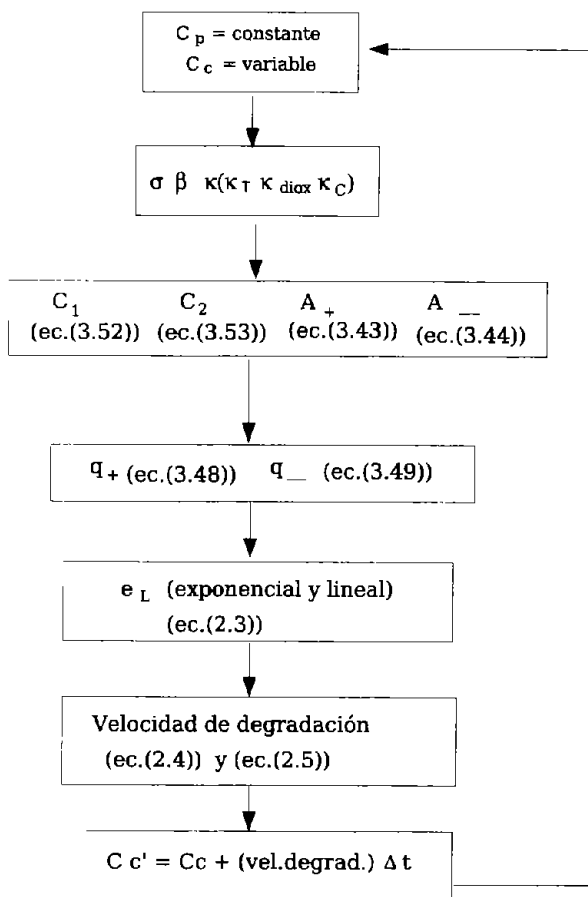 C p = constante
C c = variable
σ β κ(κ T κ diox κ C)
C 1 C 2 A + A —
(ec.(3.52)) (ec.(3.53)) (ec.(3.43)) (ec.(3.44))
q + (ec.(3.48)) q — (ec.(3.49))
e L (exponencial y lineal)
(ec.(2.3))
Velocidad de degradación
(ec.(2.4)) y (ec.(2.5))
C c' = Cc + (vel.degrad.) Δ t